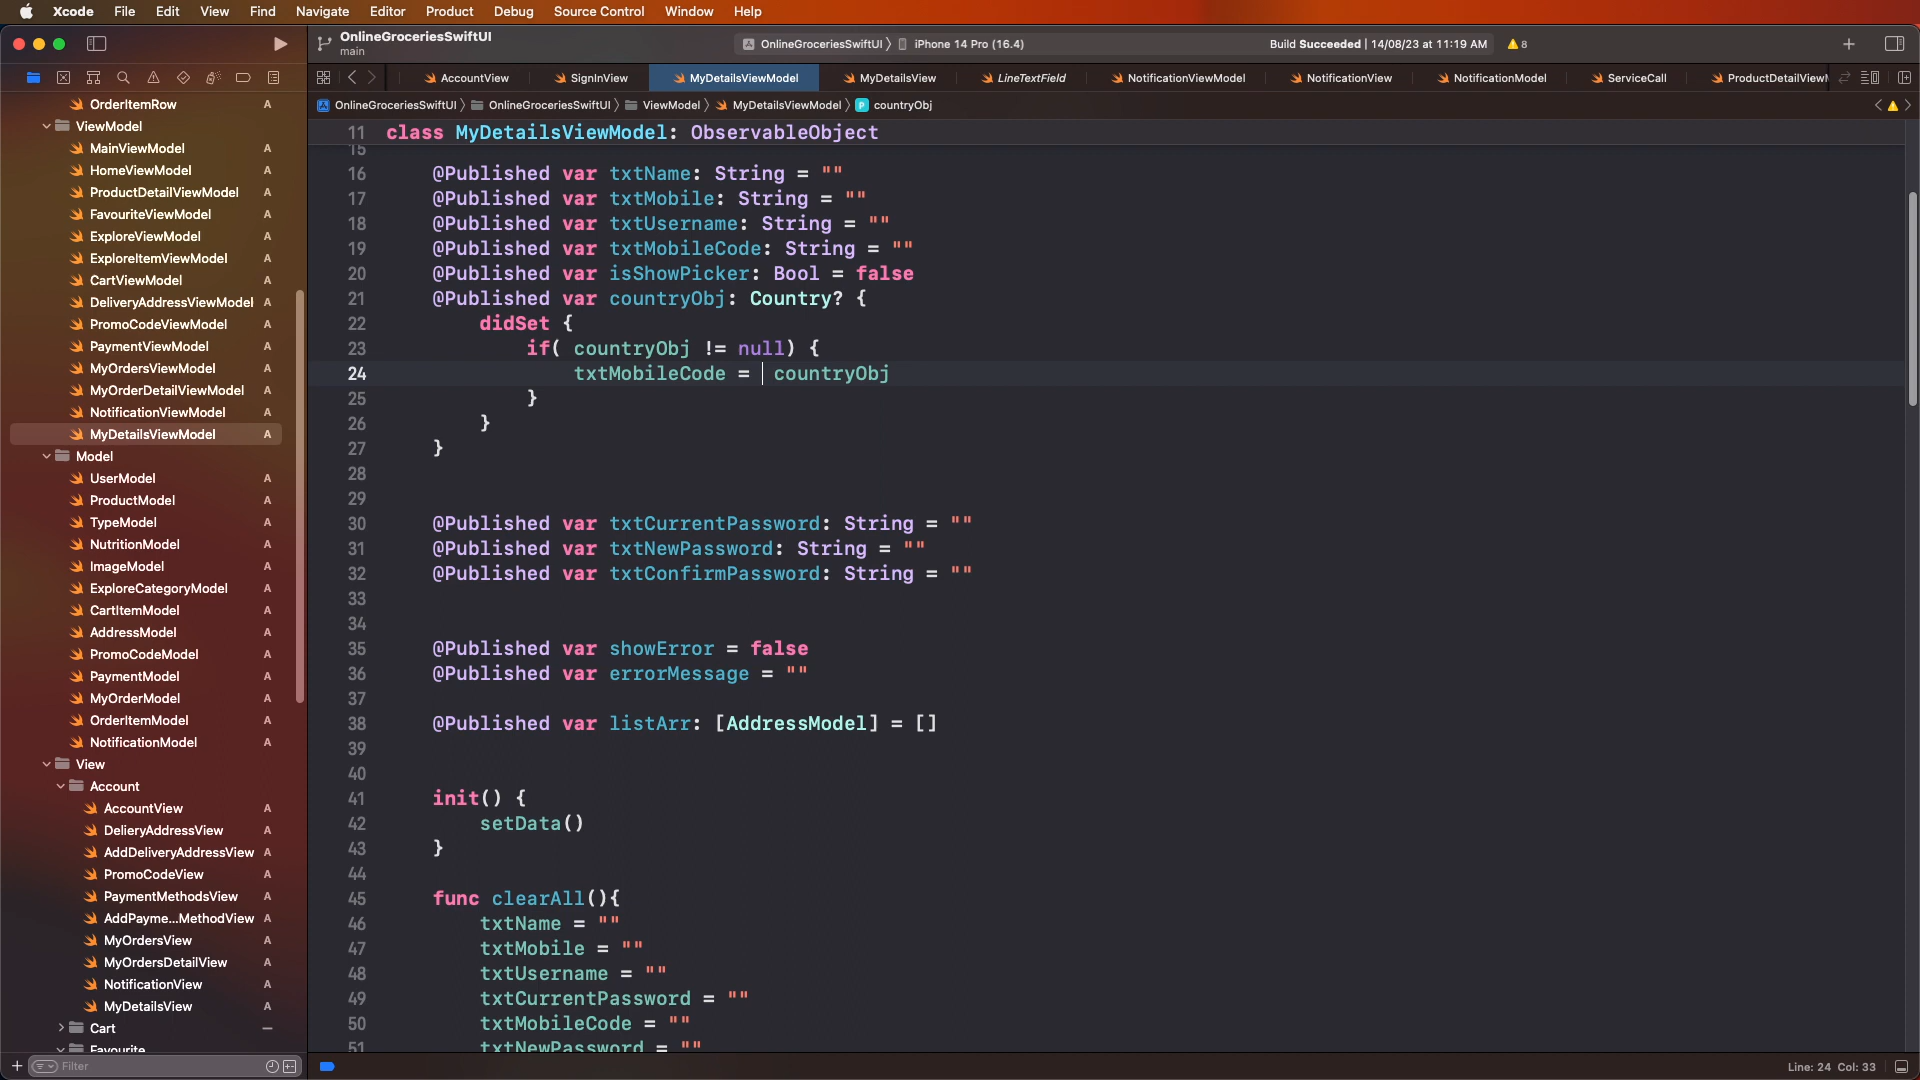 Xcode File Edit View Find Navigate Editor Product Debug Source Control Window Help
OnlineGroceriesSwiftUI
main
OnlineGroceriesSwiftUI 〉 iPhone 14 Pro (16.4)
Build Succeeded | 14/08/23 at 11:19 AM 8
AccountView SignInView MyDetailsViewModel MyDetailsView LineTextField NotificationViewModel NotificationView NotificationModel ServiceCall ProductDetailView
OnlineGroceriesSwiftUI 〉 OnlineGroceriesSwiftUI 〉 ViewModel 〉 MyDetailsViewModel 〉 P countryObj
OrderItemRow A
ViewModel
MainViewModel A
HomeViewModel A
ProductDetailViewModel A
FavouriteViewModel A
ExploreViewModel A
ExploreItemViewModel A
CartViewModel A
DeliveryAddressViewModel A
PromoCodeViewModel A
PaymentViewModel A
MyOrdersViewModel A
MyOrderDetailViewModel A
NotificationViewModel A
MyDetailsViewModel A
Model
UserModel A
ProductModel A
TypeModel A
NutritionModel A
ImageModel A
ExploreCategoryModel A
CartItemModel A
AddressModel A
PromoCodeModel A
PaymentModel A
MyOrderModel A
OrderItemModel A
NotificationModel A
View
Account
AccountView A
DelieryAddressView A
AddDeliveryAddressView A
PromoCodeView A
PaymentMethodsView A
AddPayme...MethodView A
MyOrdersView A
MyOrdersDetailView A
NotificationView A
MyDetailsView A
Cart
Favourite
Filter
11 class MyDetailsViewModel: ObservableObject
15
16 @Published var txtName: String = ""
17 @Published var txtMobile: String = ""
18 @Published var txtUsername: String = ""
19 @Published var txtMobileCode: String = ""
20 @Published var isShowPicker: Bool = false
21 @Published var countryObj: Country? {
22 didSet {
23 if( countryObj != null) {
24 txtMobileCode = countryObj
25 }
26 }
27 }
28
29
30 @Published var txtCurrentPassword: String = ""
31 @Published var txtNewPassword: String = ""
32 @Published var txtConfirmPassword: String = ""
33
34
35 @Published var showError = false
36 @Published var errorMessage = ""
37
38 @Published var listArr: [AddressModel] = []
39
40
41 init() {
42 setData()
43 }
44
45 func clearAll(){
46 txtName = ""
47 txtMobile = ""
48 txtUsername = ""
49 txtCurrentPassword = ""
50 txtMobileCode = ""
51 txtNewPassword = ""
Line: 24 Col: 33